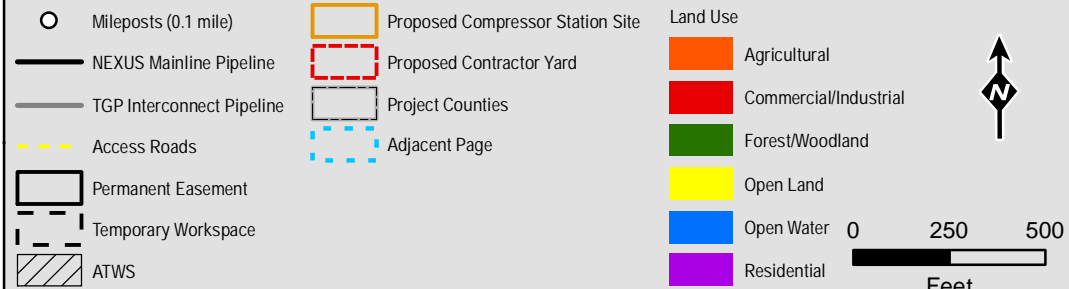 Mileposts (0.1 mile)
NEXUS Mainline Pipeline
TGP Interconnect Pipeline
Access Roads
Permanent Easement
Temporary Workspace
ATWS
Proposed Compressor Station Site
Proposed Contractor Yard
Project Counties
Adjacent Page
Land Use
Agricultural
Commercial/Industrial
Forest/Woodland
Open Land
Open Water
Residential
N
0 250 500
Feet